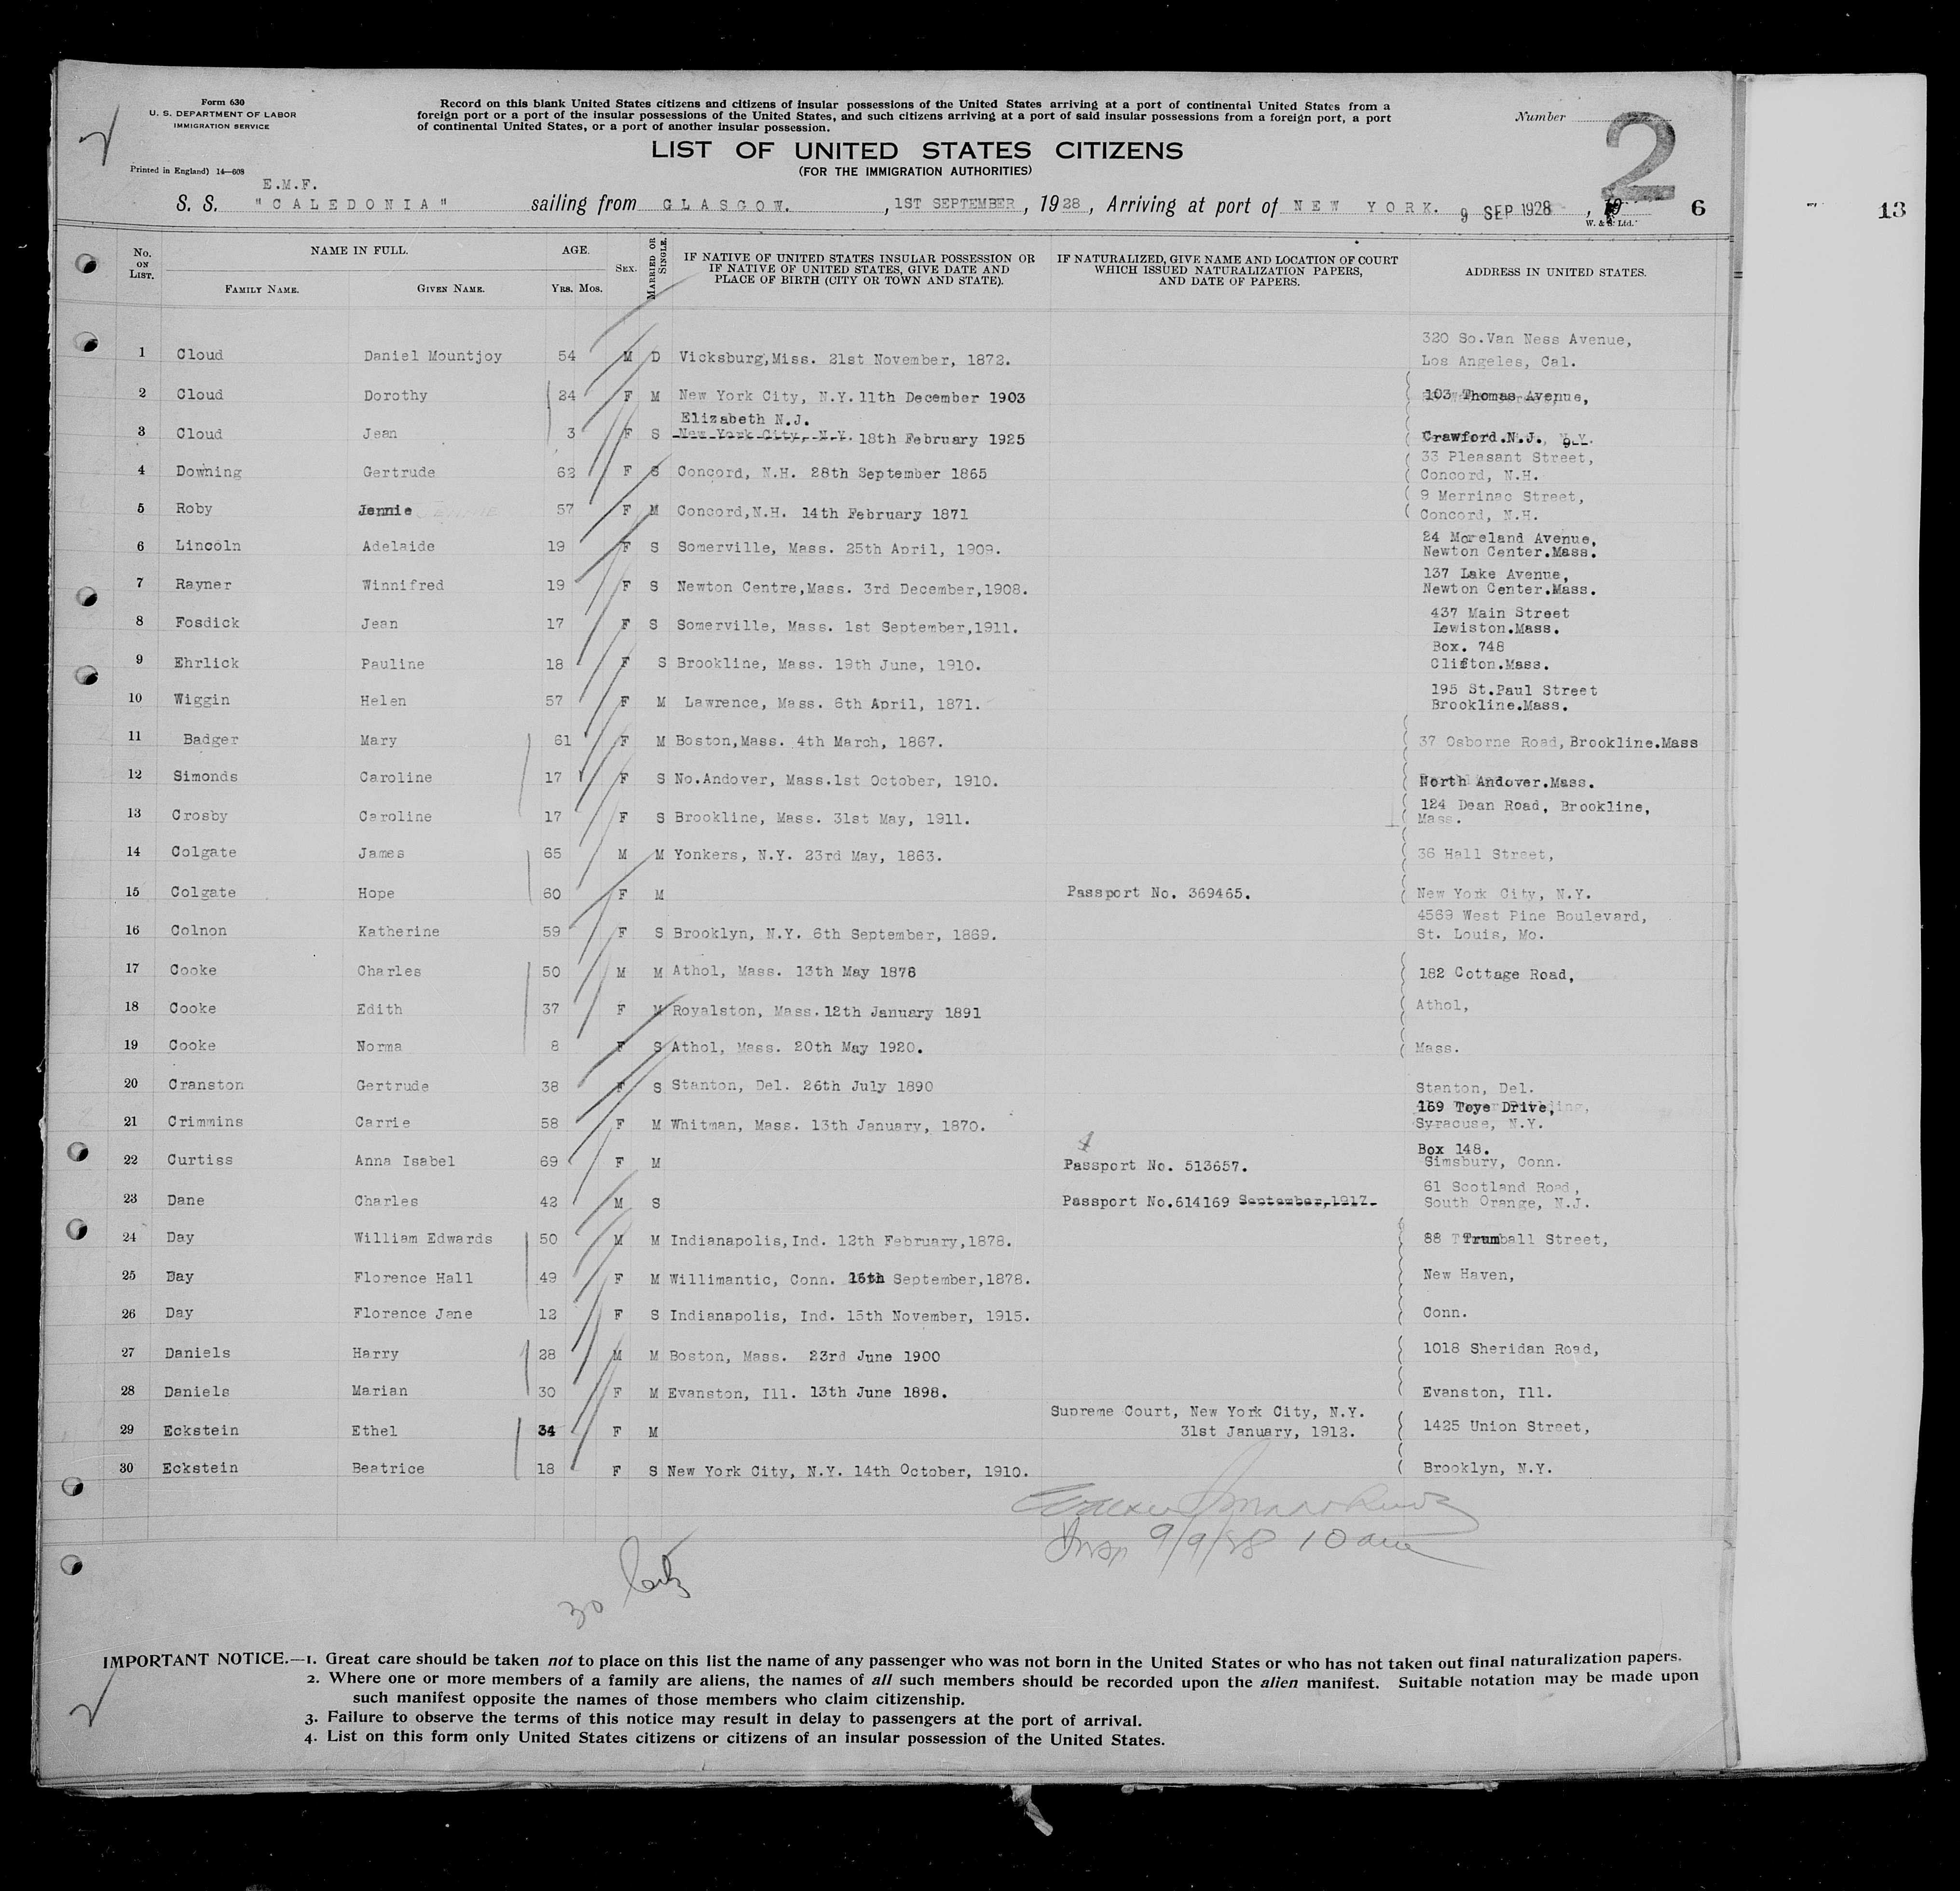 Form 630
U. S. DEPARTMENT OF LABOR
IMMIGRATION SERVICE
Printed in England) 14—608
Record on this blank United States citizens and citizens of insular possessions of the United States arriving at a port of continental United States from a
foreign port or a port of the insular possessions of the United States, and such citizens arriving at a port of said insular possessions from a foreign port, a port
of continental United States, or a port of another insular possession.
Number
2
LIST OF UNITED STATES CITIZENS
(FOR THE IMMIGRATION AUTHORITIES)
E.M.F.
S. S. "CALEDONIA" sailing from GLASGOW. , 1ST SEPTEMBER , 1928 , Arriving at port of NEW YORK. 9 SEP 1928 , 19 6 13
W. & S. Ltd.
No. ON LIST. NAME IN FULL. FAMILY NAME. GIVEN NAME. AGE. YRS. MOS. SEX. MARRIED OR SINGLE. IF NATIVE OF UNITED STATES INSULAR POSSESSION OR IF NATIVE OF UNITED STATES, GIVE DATE AND PLACE OF BIRTH (CITY OR TOWN AND STATE). IF NATURALIZED, GIVE NAME AND LOCATION OF COURT WHICH ISSUED NATURALIZATION PAPERS, AND DATE OF PAPERS. ADDRESS IN UNITED STATES.
1 Cloud Daniel Mountjoy 54 M D Vicksburg,Miss. 21st November, 1872. 320 So.Van Ness Avenue, Los Angeles, Cal.
2 Cloud Dorothy 24 F M New York City, N.Y. 11th December 1903 103 Thomas Avenue,
3 Cloud Jean 3 F S Elizabeth N.J. New York City, N.Y. 18th February 1925 Crawford.N.J.
4 Downing Gertrude 62 F S Concord, N.H. 28th September 1865 33 Pleasant Street, Concord, N.H.
5 Roby Jennie 57 F M Concord,N.H. 14th February 1871 9 Merrinac Street, Concord, N.H.
6 Lincoln Adelaide 19 F S Somerville, Mass. 25th April, 1909. 24 Moreland Avenue, Newton Center.Mass.
7 Rayner Winnifred 19 F S Newton Centre,Mass. 3rd December,1908. 137 Lake Avenue, Newton Center.Mass.
8 Fosdick Jean 17 F S Somerville, Mass. 1st September,1911. 437 Main Street Lewiston.Mass.
9 Ehrlick Pauline 18 F S Brookline, Mass. 19th June, 1910. Box. 748 Clifton.Mass.
10 Wiggin Helen 57 F M Lawrence, Mass. 6th April, 1871. 195 St.Paul Street Brookline.Mass.
11 Badger Mary 61 F M Boston,Mass. 4th March, 1867. 37 Osborne Road, Brookline.Mass
12 Simonds Caroline 17 F S No.Andover, Mass.1st October, 1910. North Andover.Mass.
13 Crosby Caroline 17 F S Brookline, Mass. 31st May, 1911. 124 Dean Road, Brookline, Mass.
14 Colgate James 65 M M Yonkers, N.Y. 23rd May, 1863. 36 Hall Street,
15 Colgate Hope 60 F M Passport No. 369465. New York City, N.Y.
16 Colnon Katherine 59 F S Brooklyn, N.Y. 6th September, 1869. 4569 West Pine Boulevard, St. Louis, Mo.
17 Cooke Charles 50 M M Athol, Mass. 13th May 1878 182 Cottage Road,
18 Cooke Edith 37 F M Royalston, Mass. 12th January 1891 Athol,
19 Cooke Norma 8 F S Athol, Mass. 20th May 1920. Mass.
20 Cranston Gertrude 38 F S Stanton, Del. 26th July 1890 Stanton, Del.
21 Crimmins Carrie 58 F M Whitman, Mass. 13th January, 1870. 159 Toye Drive, Syracuse, N.Y.
22 Curtiss Anna Isabel 69 F M Passport No. 513657. Box 148. Simsbury, Conn.
23 Dane Charles 42 M S Passport No.614169 September,1917. 61 Scotland Road, South Orange, N.J.
24 Day William Edwards 50 M M Indianapolis,Ind. 12th February,1878. 88 Trumball Street,
25 Day Florence Hall 49 F M Willimantic, Conn. 16th September,1878. New Haven,
26 Day Florence Jane 12 F S Indianapolis, Ind. 15th November, 1915. Conn.
27 Daniels Harry 28 M M Boston, Mass. 23rd June 1900 1018 Sheridan Road,
28 Daniels Marian 30 F M Evanston, Ill. 13th June 1898. Evanston, Ill.
29 Eckstein Ethel 34 F M Supreme Court, New York City, N.Y. 31st January, 1912. 1425 Union Street,
30 Eckstein Beatrice 18 F S New York City, N.Y. 14th October, 1910. Brooklyn, N.Y.
Insp 9/9/28 10 am
30
IMPORTANT NOTICE.—1. Great care should be taken not to place on this list the name of any passenger who was not born in the United States or who has not taken out final naturalization papers.
2. Where one or more members of a family are aliens, the names of all such members should be recorded upon the alien manifest. Suitable notation may be made upon
such manifest opposite the names of those members who claim citizenship.
3. Failure to observe the terms of this notice may result in delay to passengers at the port of arrival.
4. List on this form only United States citizens or citizens of an insular possession of the United States.